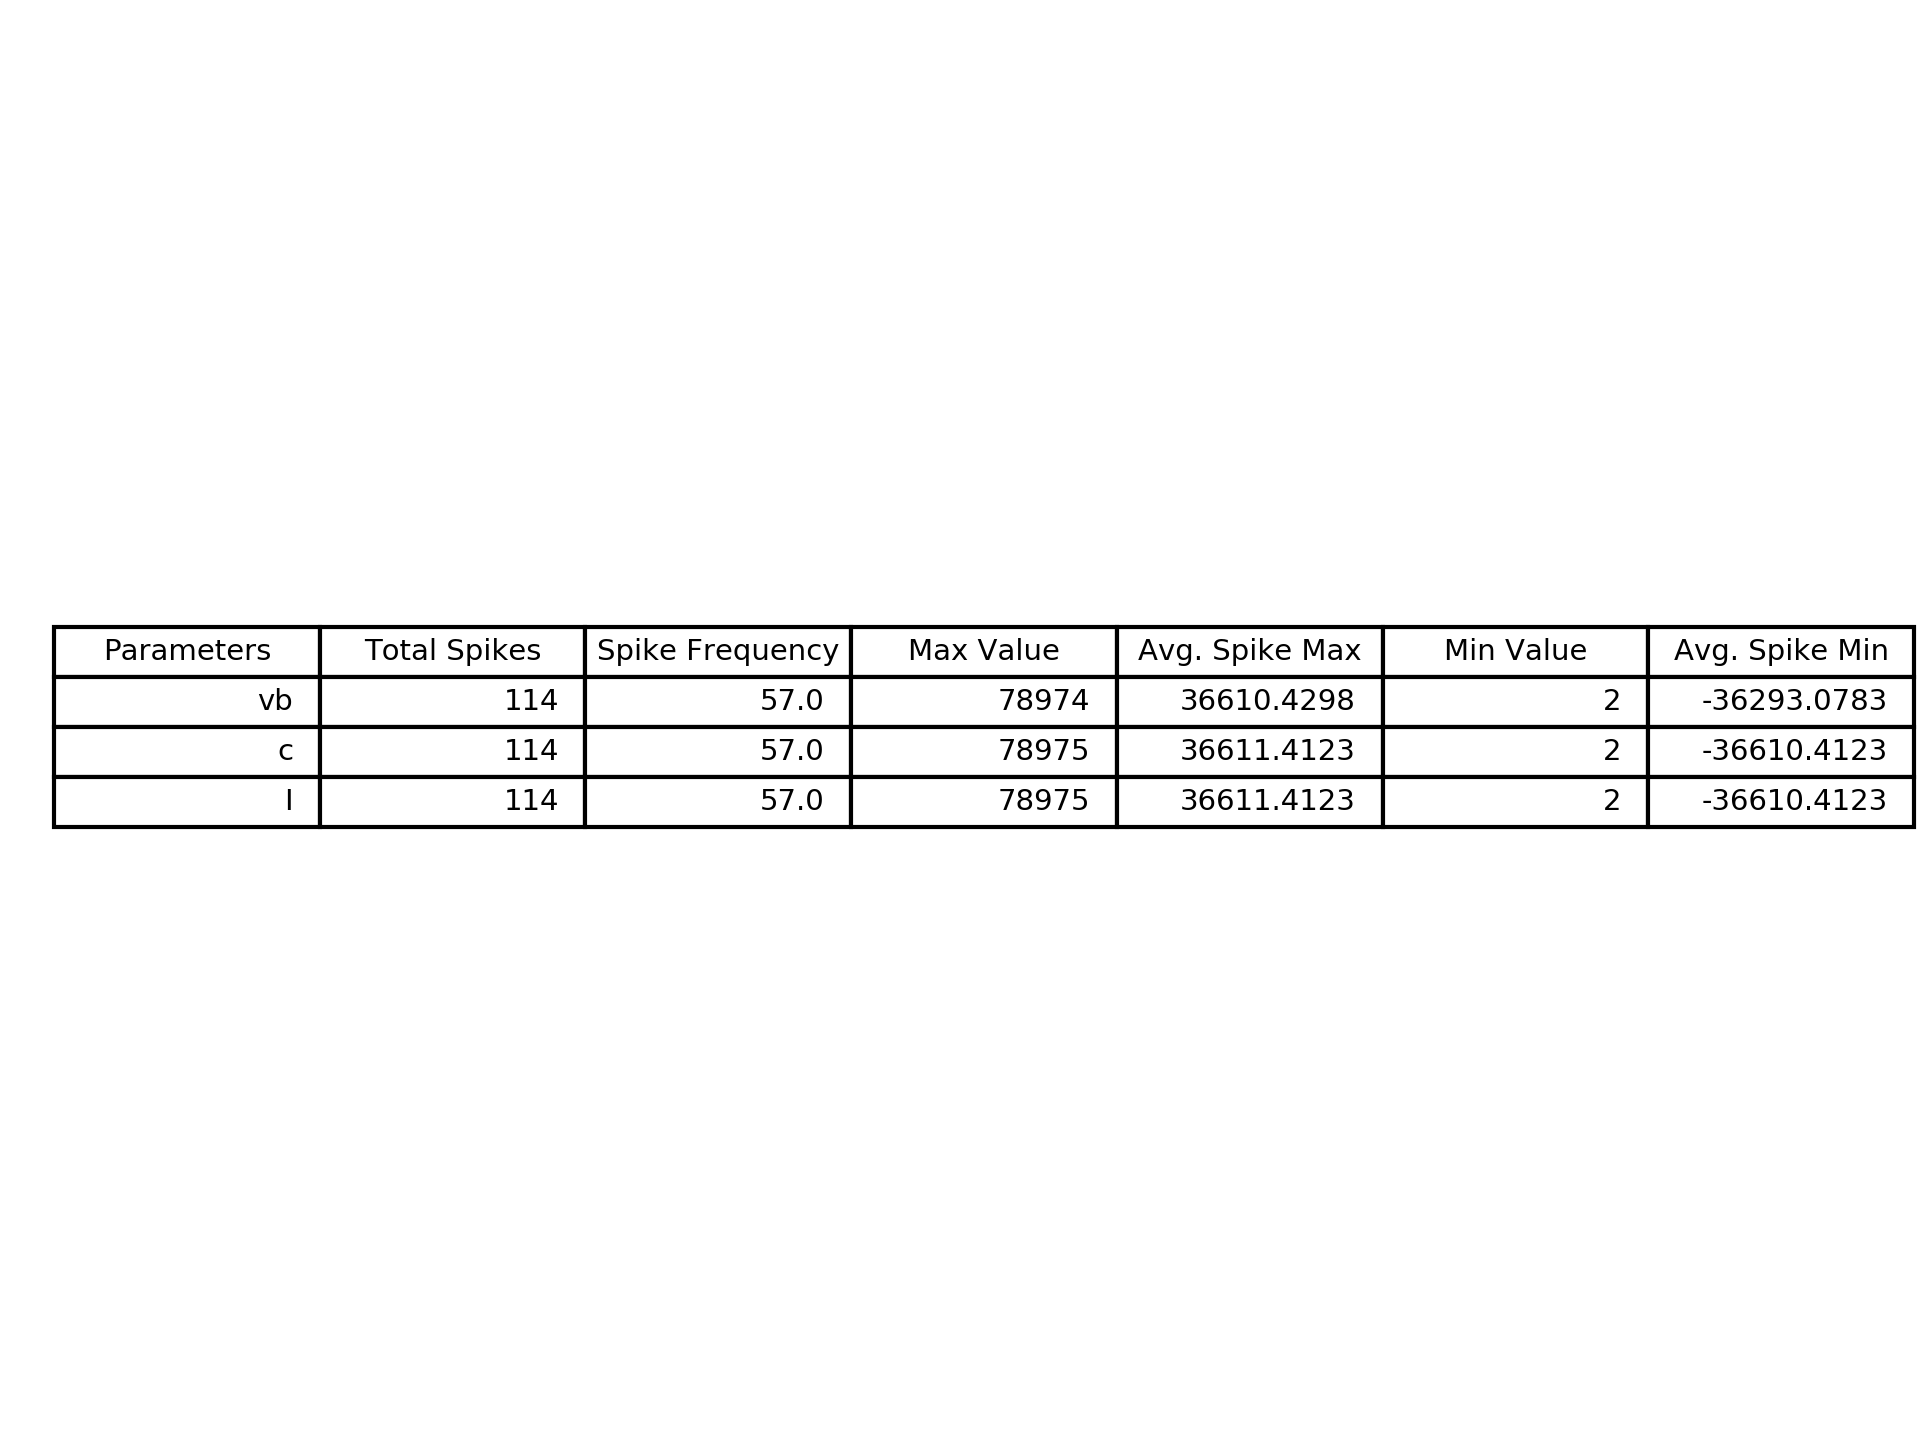 Parameters Total Spikes Spike Frequency Max Value Avg. Spike Max Min Value Avg. Spike Min
vb 114 57.0 78974 36610.4298 2 -36293.0783
c 114 57.0 78975 36611.4123 2 -36610.4123
I 114 57.0 78975 36611.4123 2 -36610.4123